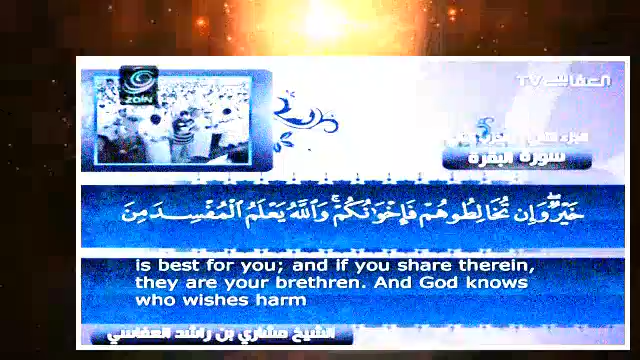 zain
العفاسي TV
سورة البقرة
خَيْرٌ ۖ وَإِن تُخَالِطُوهُمْ فَإِخْوَانُكُمْ ۚ وَاللَّهُ يَعْلَمُ الْمُفْسِدَ مِنَ
is best for you; and if you share therein,
they are your brethren. And God knows
who wishes harm
الشيخ مشاري بن راشد العفاسي